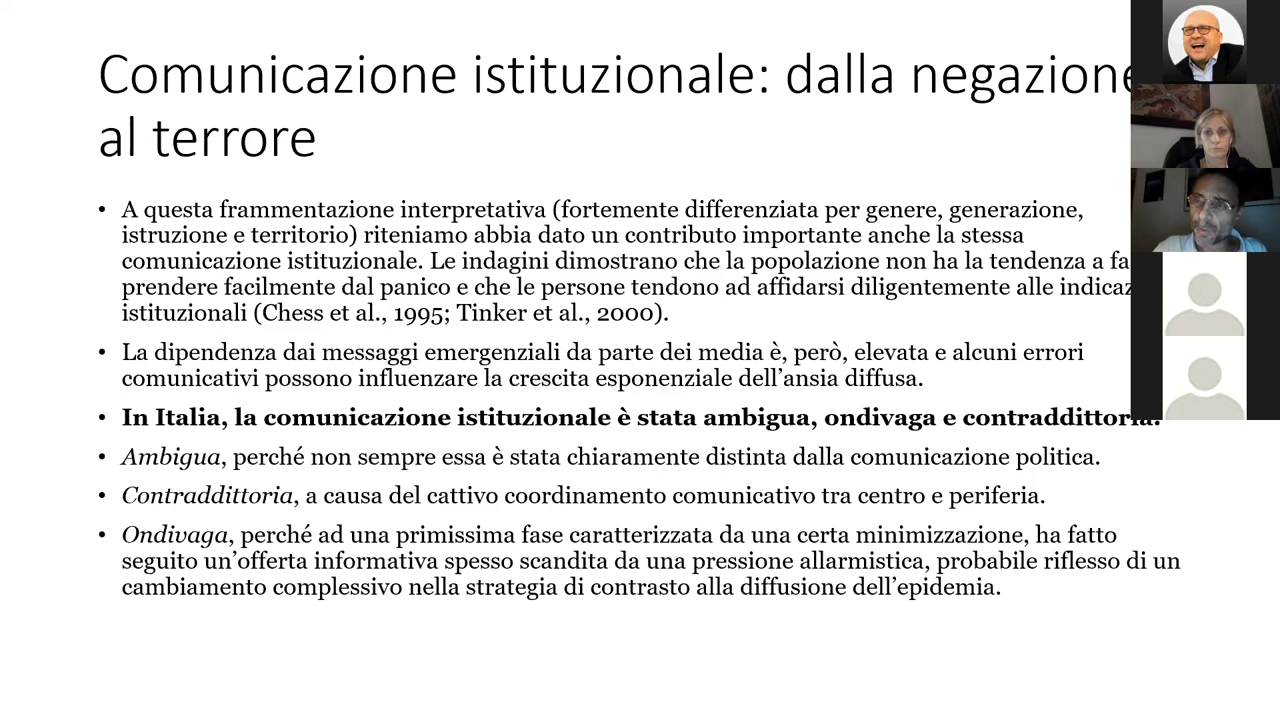 Comunicazione istituzionale: dalla negazione
al terrore
• A questa frammentazione interpretativa (fortemente differenziata per genere, generazione,
istruzione e territorio) riteniamo abbia dato un contributo importante anche la stessa
comunicazione istituzionale. Le indagini dimostrano che la popolazione non ha la tendenza a
prendere facilmente dal panico e che le persone tendono ad affidarsi diligentemente alle
istituzionali (Chess et al., 1995; Tinker et al., 2000).
• La dipendenza dai messaggi emergenziali da parte dei media è, però, elevata e alcuni errori
comunicativi possono influenzare la crescita esponenziale dell’ansia diffusa.
• In Italia, la comunicazione istituzionale è stata ambigua, ondivaga e contraddittoria.
• Ambigua, perché non sempre essa è stata chiaramente distinta dalla comunicazione politica.
• Contraddittoria, a causa del cattivo coordinamento comunicativo tra centro e periferia.
• Ondivaga, perché ad una primissima fase caratterizzata da una certa minimizzazione, ha fatto
seguito un’offerta informativa spesso scandita da una pressione allarmistica, probabile riflesso di un
cambiamento complessivo nella strategia di contrasto alla diffusione dell’epidemia.